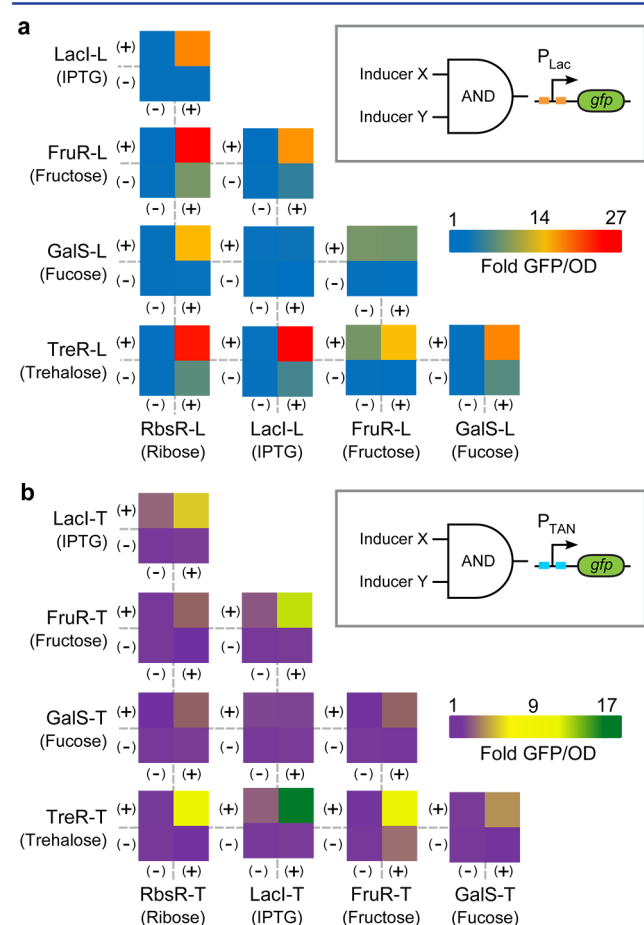 a
LacI-L
(IPTG)
(+)
(-)
(-) (+)
Inducer X
Inducer Y
AND
PLac
gfp
FruR-L
(Fructose)
(+)
(-)
(-) (+)
(+)
(-)
(-) (+)
1 14 27
Fold GFP/OD
GalS-L
(Fucose)
(+)
(-)
(-) (+)
(+)
(-)
(-) (+)
(+)
(-)
(-) (+)
TreR-L
(Trehalose)
(+)
(-)
(-) (+)
(+)
(-)
(-) (+)
(+)
(-)
(-) (+)
(+)
(-)
(-) (+)
RbsR-L LacI-L FruR-L GalS-L
(Ribose) (IPTG) (Fructose) (Fucose)
b
LacI-T
(IPTG)
(+)
(-)
(-) (+)
Inducer X
Inducer Y
AND
PTAN
gfp
FruR-T
(Fructose)
(+)
(-)
(-) (+)
(+)
(-)
(-) (+)
1 9 17
Fold GFP/OD
GalS-T
(Fucose)
(+)
(-)
(-) (+)
(+)
(-)
(-) (+)
(+)
(-)
(-) (+)
TreR-T
(Trehalose)
(+)
(-)
(-) (+)
(+)
(-)
(-) (+)
(+)
(-)
(-) (+)
(+)
(-)
(-) (+)
RbsR-T LacI-T FruR-T GalS-T
(Ribose) (IPTG) (Fructose) (Fucose)